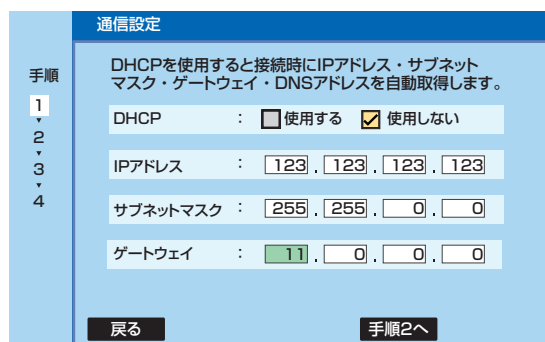 通信設定
手順
1
2
3
4
DHCPを使用すると接続時にIPアドレス・サブネット
マスク・ゲートウェイ・DNSアドレスを自動取得します。
DHCP : 使用する 使用しない
IPアドレス : 123 . 123 . 123 . 123
サブネットマスク : 255 . 255 . 0 . 0
ゲートウェイ : 11 . 0 . 0 . 0
戻る 手順2へ